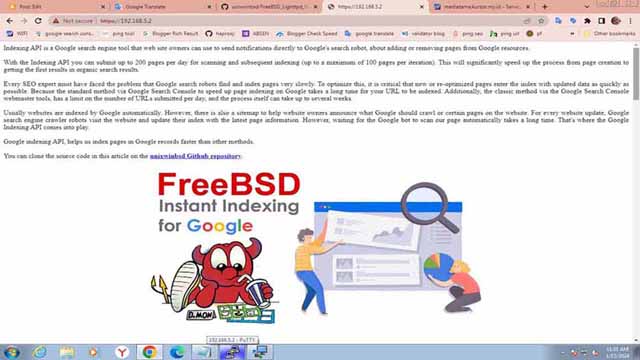 Post: Edit
Google Translate
unixwinbsd/FreeBSD_Lighttpd_I
https://192.168.5.2
mediatamakursor.my.id - Servic
Not secure
https://192.168.5.2
WIFI
google search console
Blogger Rich Result
haproxy
ABSEN
Blogger Check Speed
Google trans
backlink
validator blog
ping seo
ping url
ping SEO
Indexing API is a Google search engine tool that web site owners can use to send notifications directly to Google's search robot, about adding or removing pages from Google resources.
With the Indexing API you can submit up to 200 pages per day for scanning and subsequent indexing (up to a maximum of 100 pages per iteration). This will significantly speed up the process from page creation to
getting the first results in organic search results.
Every SEO expert must have faced the problem that Google search robots find and index pages very slowly. To optimize this, it is critical that new or re-optimized pages enter the index with updated data as quickly as
possible. Because the standard method via Google Search Console to speed up page indexing on Google takes a long time for your URL to be indexed. Additionally, the classic method via the Google Search Console
webmaster tools, has a limit on the number of URLs submitted per day, and the process itself can take up to several weeks.
Usually websites are indexed by Google automatically. However, there is also a sitemap to help website owners announce what Google should crawl or certain pages on the website. For every website update, Google
search engine crawler robots visit the website and update their index with the latest page information. However, waiting for the Google bot to scan our page automatically takes a long time. That's where the Google
Indexing API comes into play.
Google indexing API, helps us index pages in Google records faster than other methods.
You can clone the source code in this article on the unixwinbsd Github repository.
FreeBSD
Instant Indexing
for Google
D.MON
192.168.5.2 - PuTTY